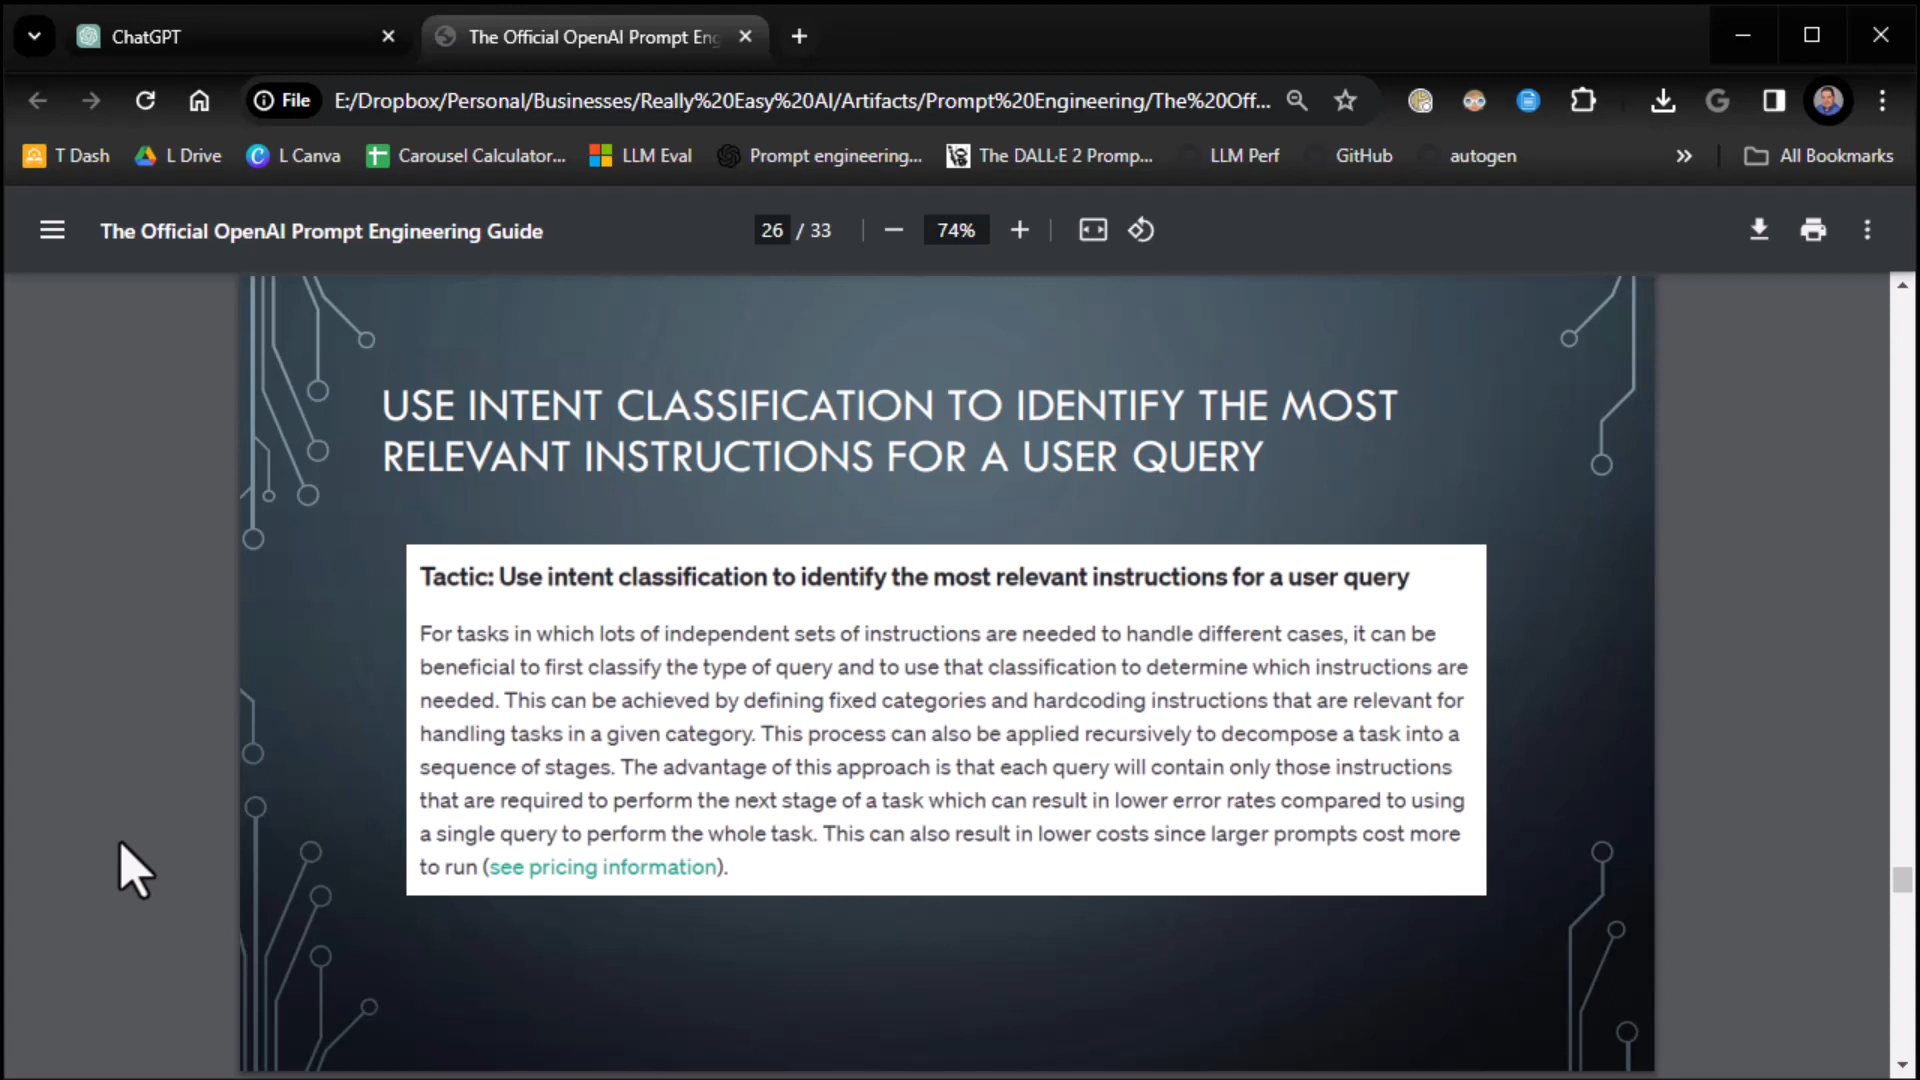 ChatGPT
The Official OpenAI Prompt Eng
File
E:/Dropbox/Personal/Businesses/Really%20Easy%20AI/Artifacts/Prompt%20Engineering/The%20Off...
T Dash
L Drive
L Canva
Carousel Calculator...
LLM Eval
Prompt engineering...
The DALL·E 2 Promp...
LLM Perf
GitHub
autogen
All Bookmarks
The Official OpenAI Prompt Engineering Guide
26 / 33
74%
USE INTENT CLASSIFICATION TO IDENTIFY THE MOST
RELEVANT INSTRUCTIONS FOR A USER QUERY
Tactic: Use intent classification to identify the most relevant instructions for a user query
For tasks in which lots of independent sets of instructions are needed to handle different cases, it can be
beneficial to first classify the type of query and to use that classification to determine which instructions are
needed. This can be achieved by defining fixed categories and hardcoding instructions that are relevant for
handling tasks in a given category. This process can also be applied recursively to decompose a task into a
sequence of stages. The advantage of this approach is that each query will contain only those instructions
that are required to perform the next stage of a task which can result in lower error rates compared to using
a single query to perform the whole task. This can also result in lower costs since larger prompts cost more
to run (see pricing information).